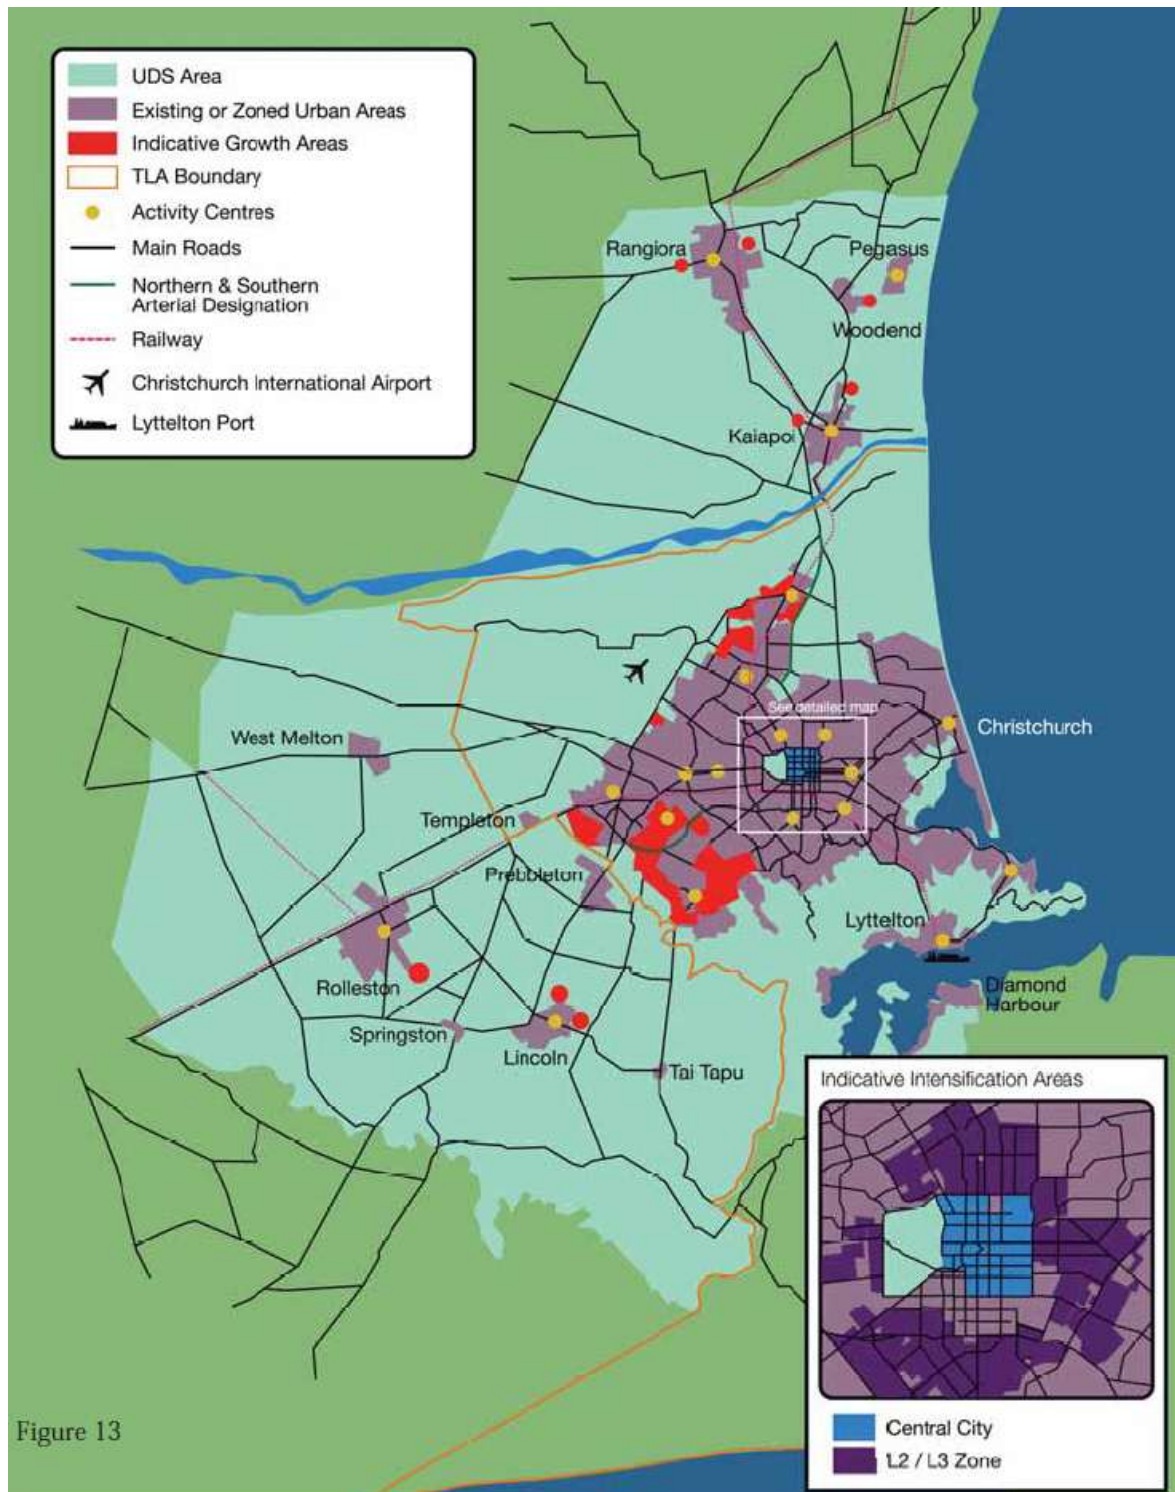 UDS Area
Existing or Zoned Urban Areas
Indicative Growth Areas
TLA Boundary
Activity Centres
Main Roads
Northern & Southern
Arterial Designation
Railway
Christchurch International Airport
Lyttelton Port
Rangiora
Pegasus
Woodend
Kaiapoi
See detailed map
Christchurch
West Melton
Templeton
Prebbleton
Lyttelton
Rolleston
Diamond
Harbour
Springston
Lincoln
Tai Tapu
Indicative Intensification Areas
Central City
L2 / L3 Zone
Figure 13